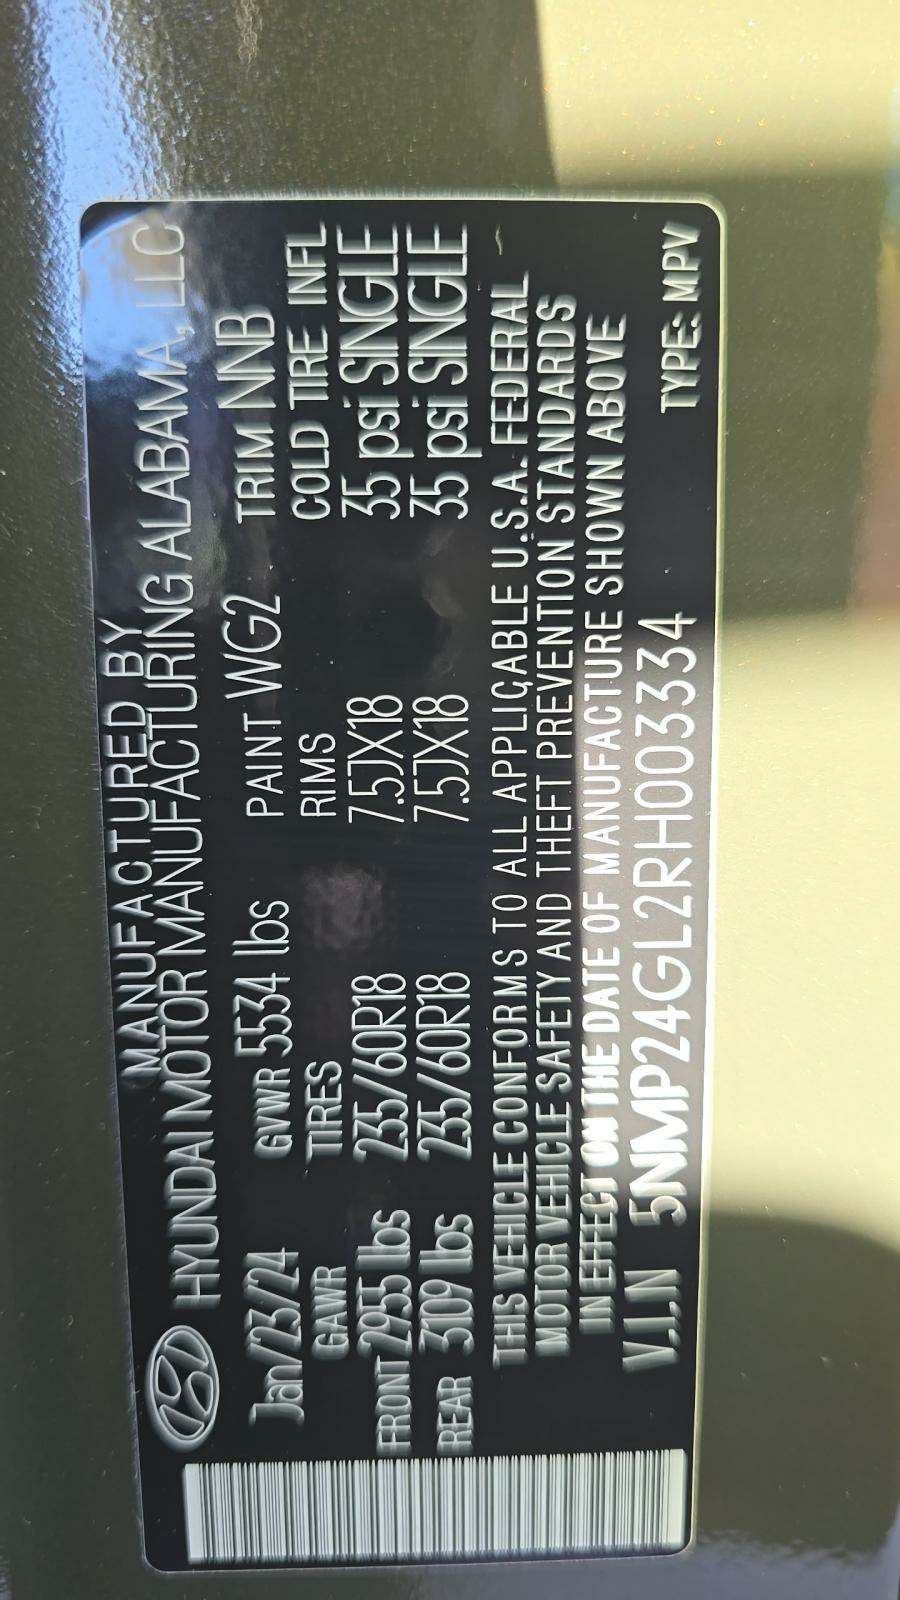 MANUFACTURED BY
HYUNDAI MOTOR MANUFACTURING ALABAMA, LLC
Jan/23/24 GVWR 5534 lbs PAINT WG2 TRIM NNB
GAWR TIRES RIMS COLD TIRE INFL
FRONT 2955 lbs 235/60R18 7.5JX18 35 psi SINGLE
REAR 3109 lbs 235/60R18 7.5JX18 35 psi SINGLE
THIS VEHICLE CONFORMS TO ALL APPLICABLE U.S.A. FEDERAL
MOTOR VEHICLE SAFETY AND THEFT PREVENTION STANDARDS
IN EFFECT ON THE DATE OF MANUFACTURE SHOWN ABOVE
V.I.N 5NMP24GL2RH003334 TYPE: MPV